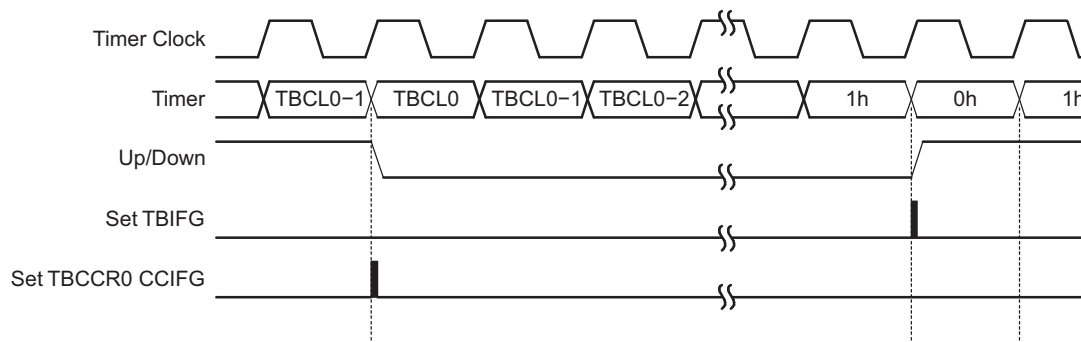 Timer Clock
Timer TBCL0−1 TBCL0 TBCL0−1 TBCL0−2 1h 0h 1h
Up/Down
Set TBIFG
Set TBCCR0 CCIFG